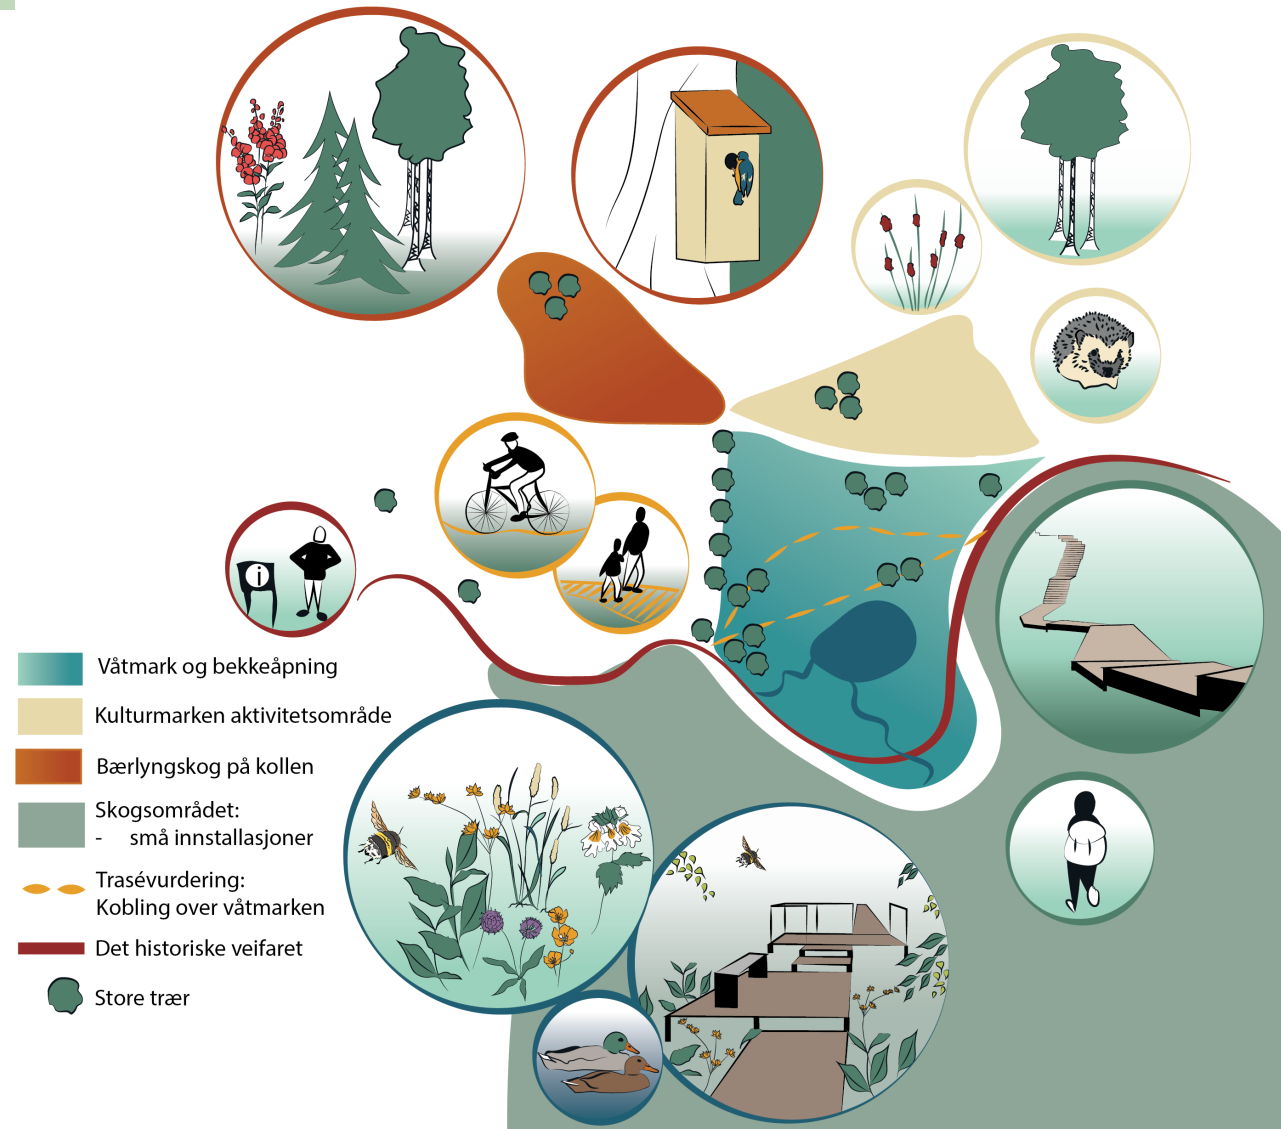 i
Våtmark og bekkeåpning
Kulturmarken aktivitetsområde
Bærlyngskog på kollen
Skogsområdet:
- små innstallasjoner
Trasévurdering:
Kobling over våtmarken
Det historiske veifaret
Store trær